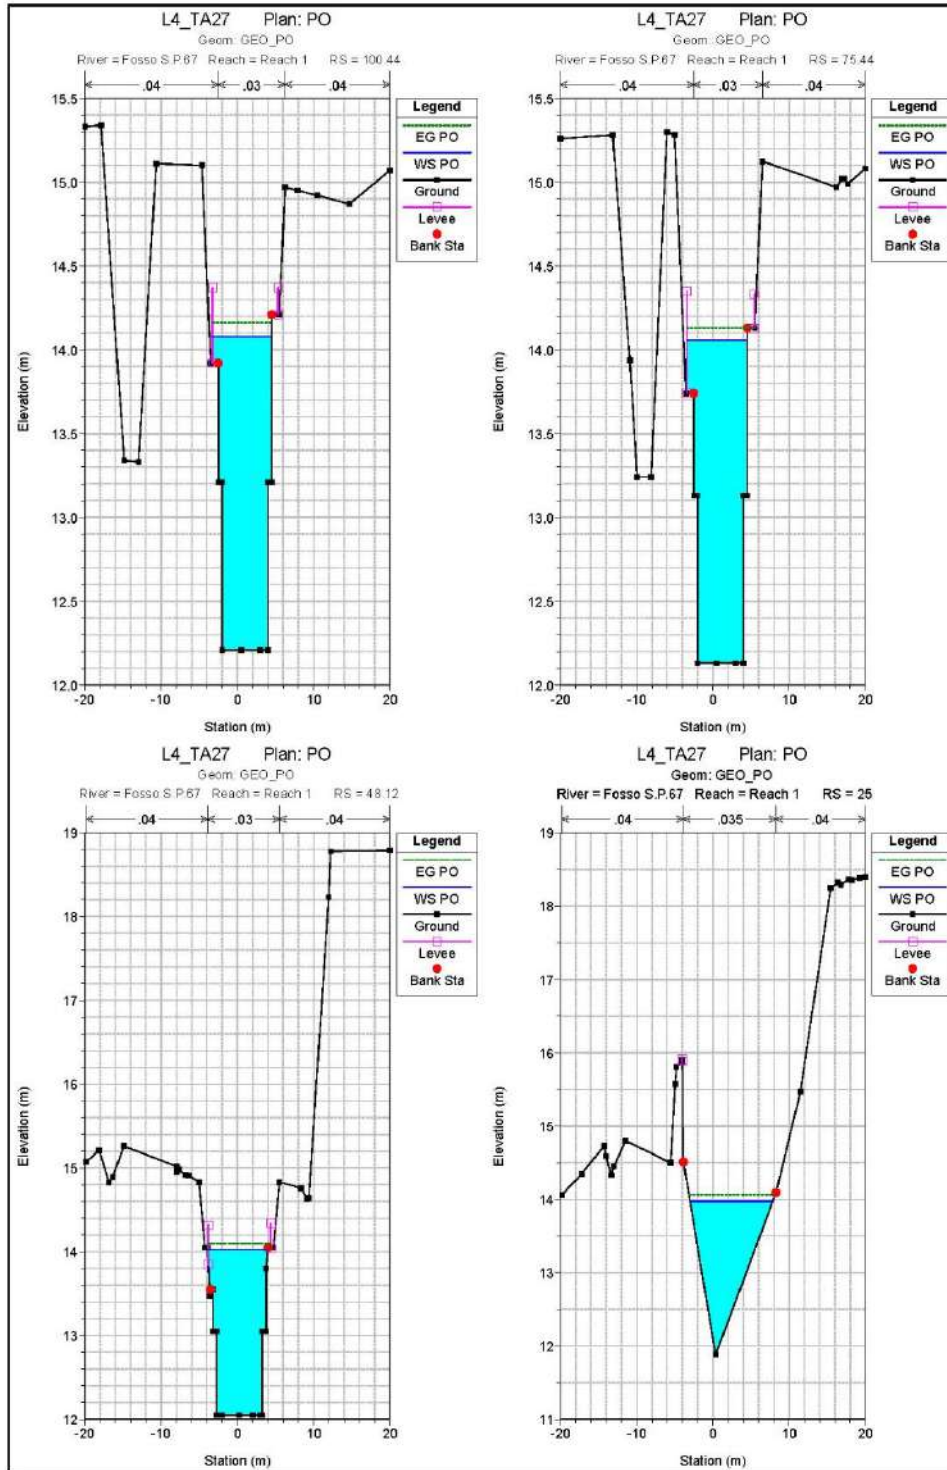 L4_TA27 Plan: PO
Geom: GEO_PO
River = Fosso S.P.67 Reach = Reach 1 RS = 100.44
.04 .03 .04
Legend
EG PO
WS PO
Ground
Levee
Bank Sta
15.5
15.0
14.5
14.0
13.5
13.0
12.5
12.0
Elevation (m)
-20 -10 0 10 20
Station (m)
L4_TA27 Plan: PO
Geom: GEO_PO
River = Fosso S.P.67 Reach = Reach 1 RS = 75.44
.04 .03 .04
Legend
EG PO
WS PO
Ground
Levee
Bank Sta
15.5
15.0
14.5
14.0
13.5
13.0
12.5
12.0
Elevation (m)
-20 -10 0 10 20
Station (m)
L4_TA27 Plan: PO
Geom: GEO_PO
River = Fosso S.P.67 Reach = Reach 1 RS = 48.12
.04 .03 .04
Legend
EG PO
WS PO
Ground
Levee
Bank Sta
19
18
17
16
15
14
13
12
Elevation (m)
-20 -10 0 10 20
Station (m)
L4_TA27 Plan: PO
Geom: GEO_PO
River = Fosso S.P.67 Reach = Reach 1 RS = 25
.04 .035 .04
Legend
EG PO
WS PO
Ground
Levee
Bank Sta
19
18
17
16
15
14
13
12
11
Elevation (m)
-20 -10 0 10 20
Station (m)